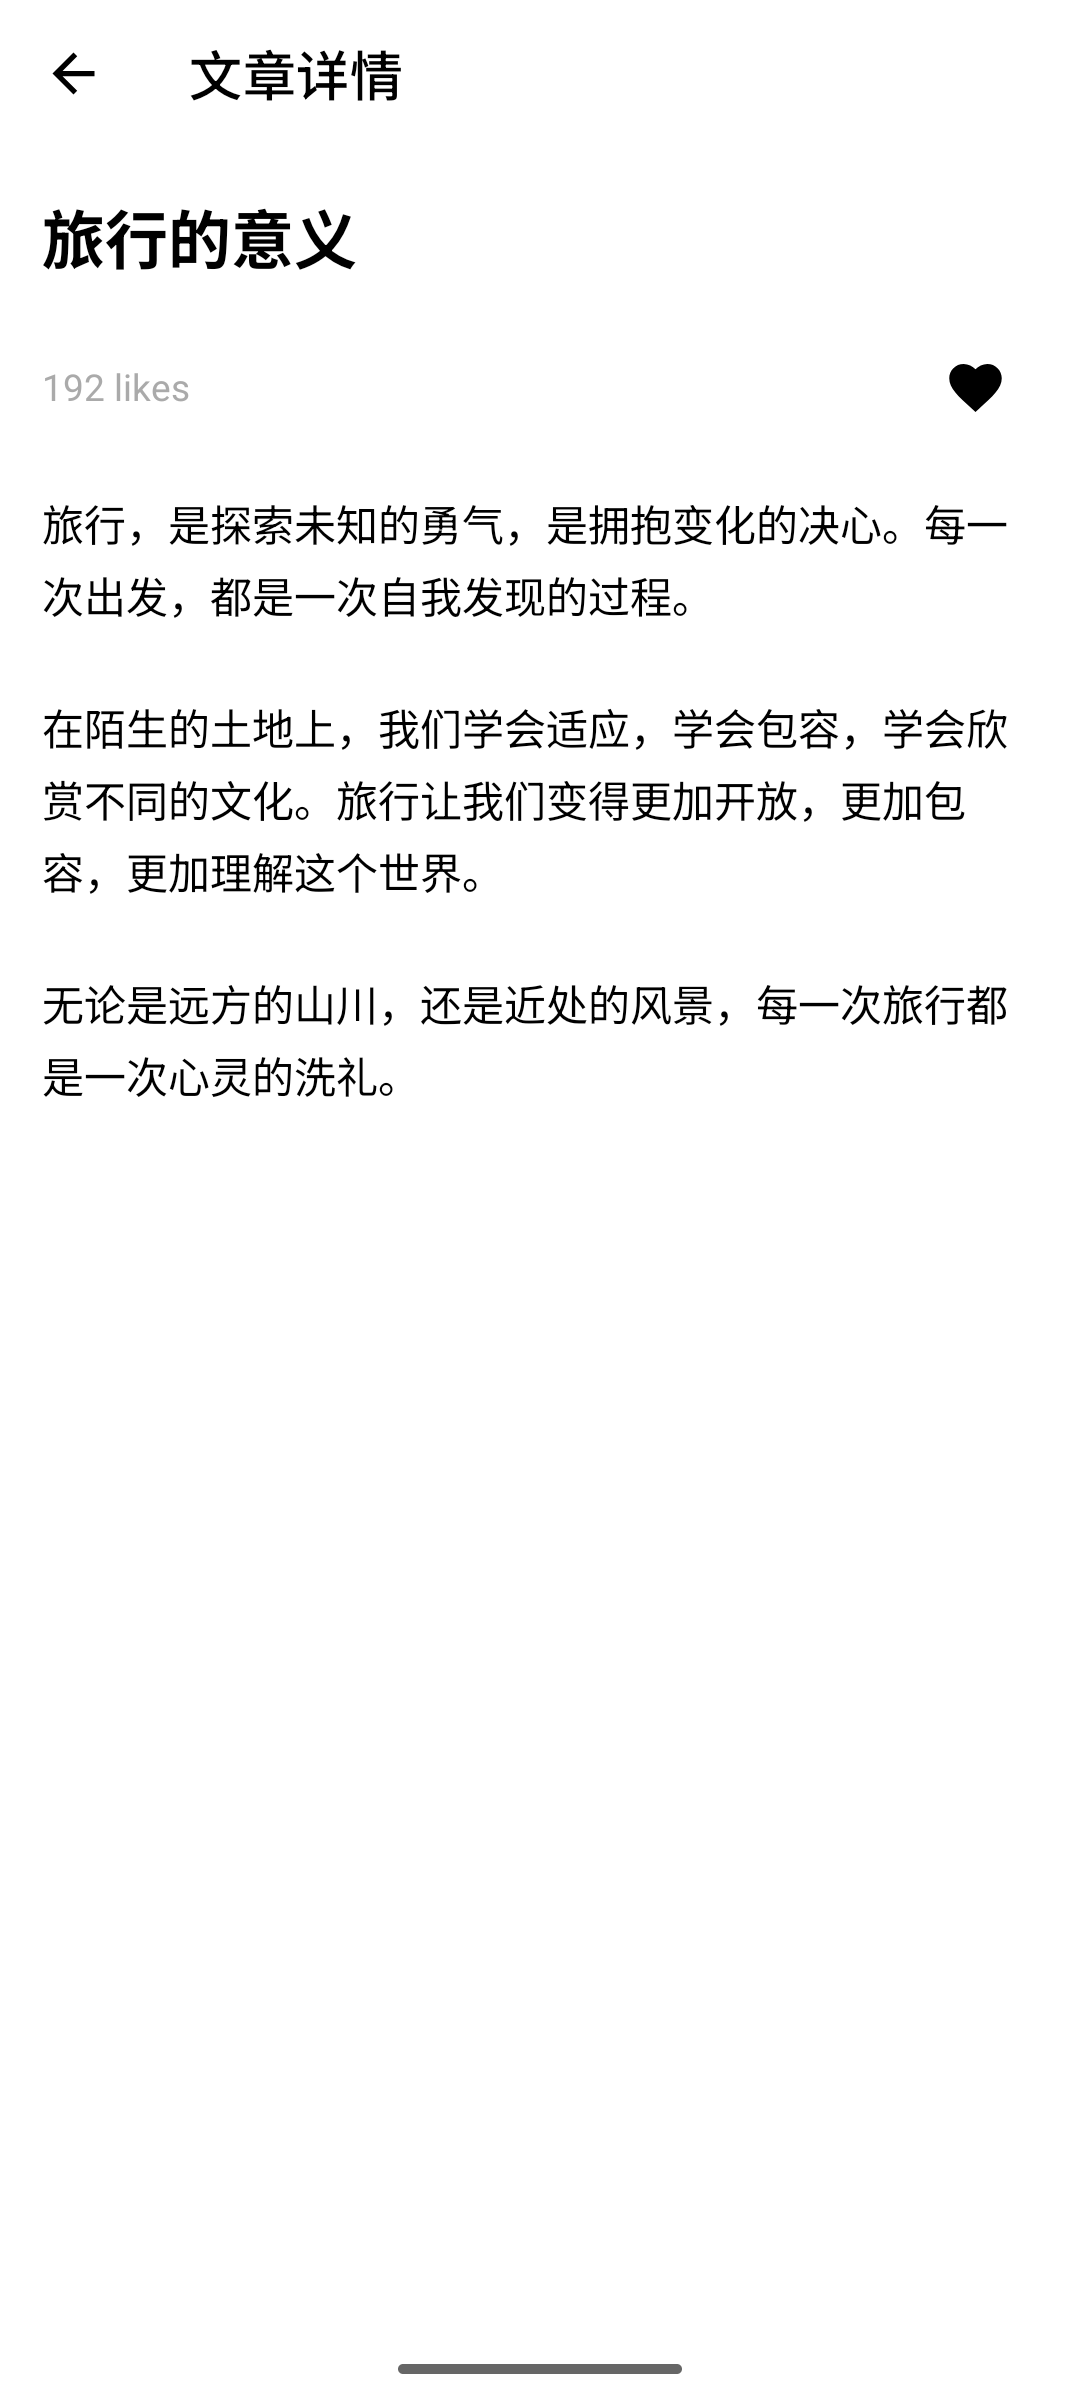 文章详情
旅行的意义
192 likes
旅行，是探索未知的勇气，是拥抱变化的决心。每一
次出发，都是一次自我发现的过程。
在陌生的土地上，我们学会适应，学会包容，学会欣
赏不同的文化。旅行让我们变得更加开放，更加包
容，更加理解这个世界。
无论是远方的山川，还是近处的风景，每一次旅行都
是一次心灵的洗礼。